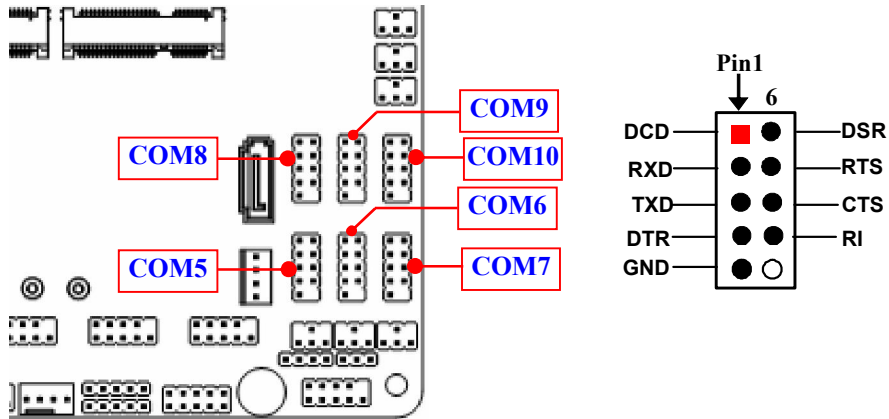 COM9
COM8
COM10
COM6
COM5
COM7
Pin1
6
DCD
DSR
RXD
RTS
TXD
CTS
DTR
RI
GND